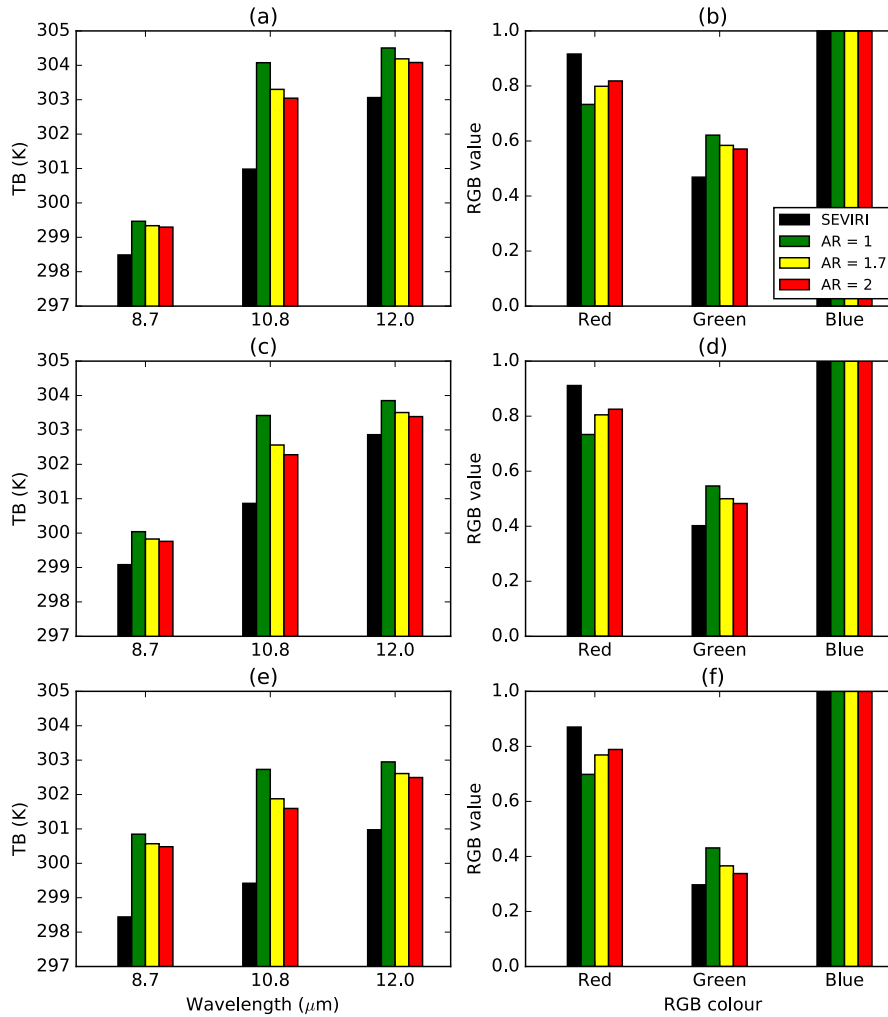 (a)
305
304
303
302
301
300
299
298
297
TB (K)
8.7 10.8 12.0
(b)
1.0
0.8
0.6
0.4
0.2
0.0
RGB value
SEVIRI
AR = 1
AR = 1.7
AR = 2
Red Green Blue
(c)
305
304
303
302
301
300
299
298
297
TB (K)
8.7 10.8 12.0
(d)
1.0
0.8
0.6
0.4
0.2
0.0
RGB value
Red Green Blue
(e)
305
304
303
302
301
300
299
298
297
TB (K)
8.7 10.8 12.0
Wavelength (μm)
(f)
1.0
0.8
0.6
0.4
0.2
0.0
RGB value
Red Green Blue
RGB colour